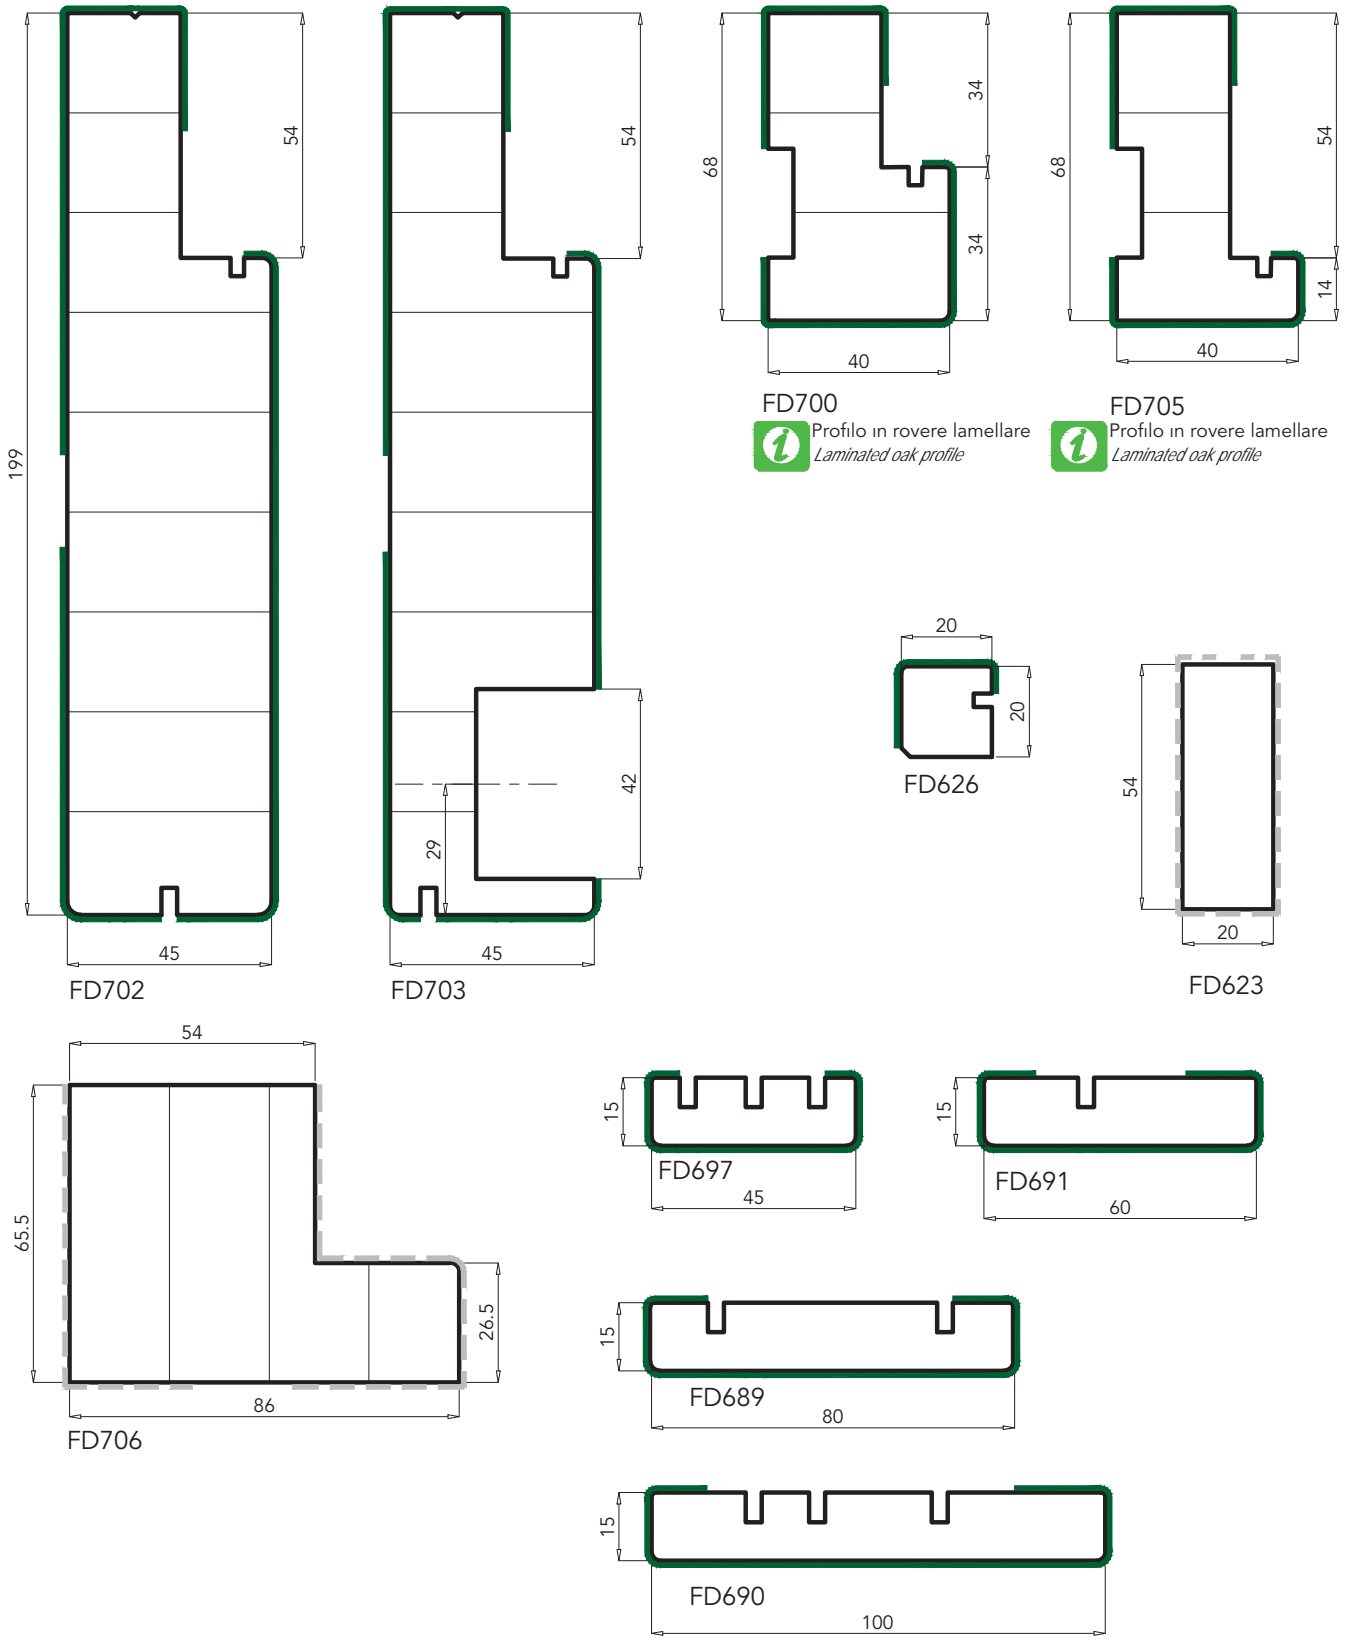 199
54
45
FD702
54
42
29
45
FD703
68
34
34
40
FD700
i
Profilo in rovere lamellare
Laminated oak profile
68
54
14
40
FD705
i
Profilo in rovere lamellare
Laminated oak profile
20
20
FD626
54
20
FD623
54
65.5
26.5
86
FD706
15
FD697
45
15
FD691
60
15
FD689
80
15
FD690
100